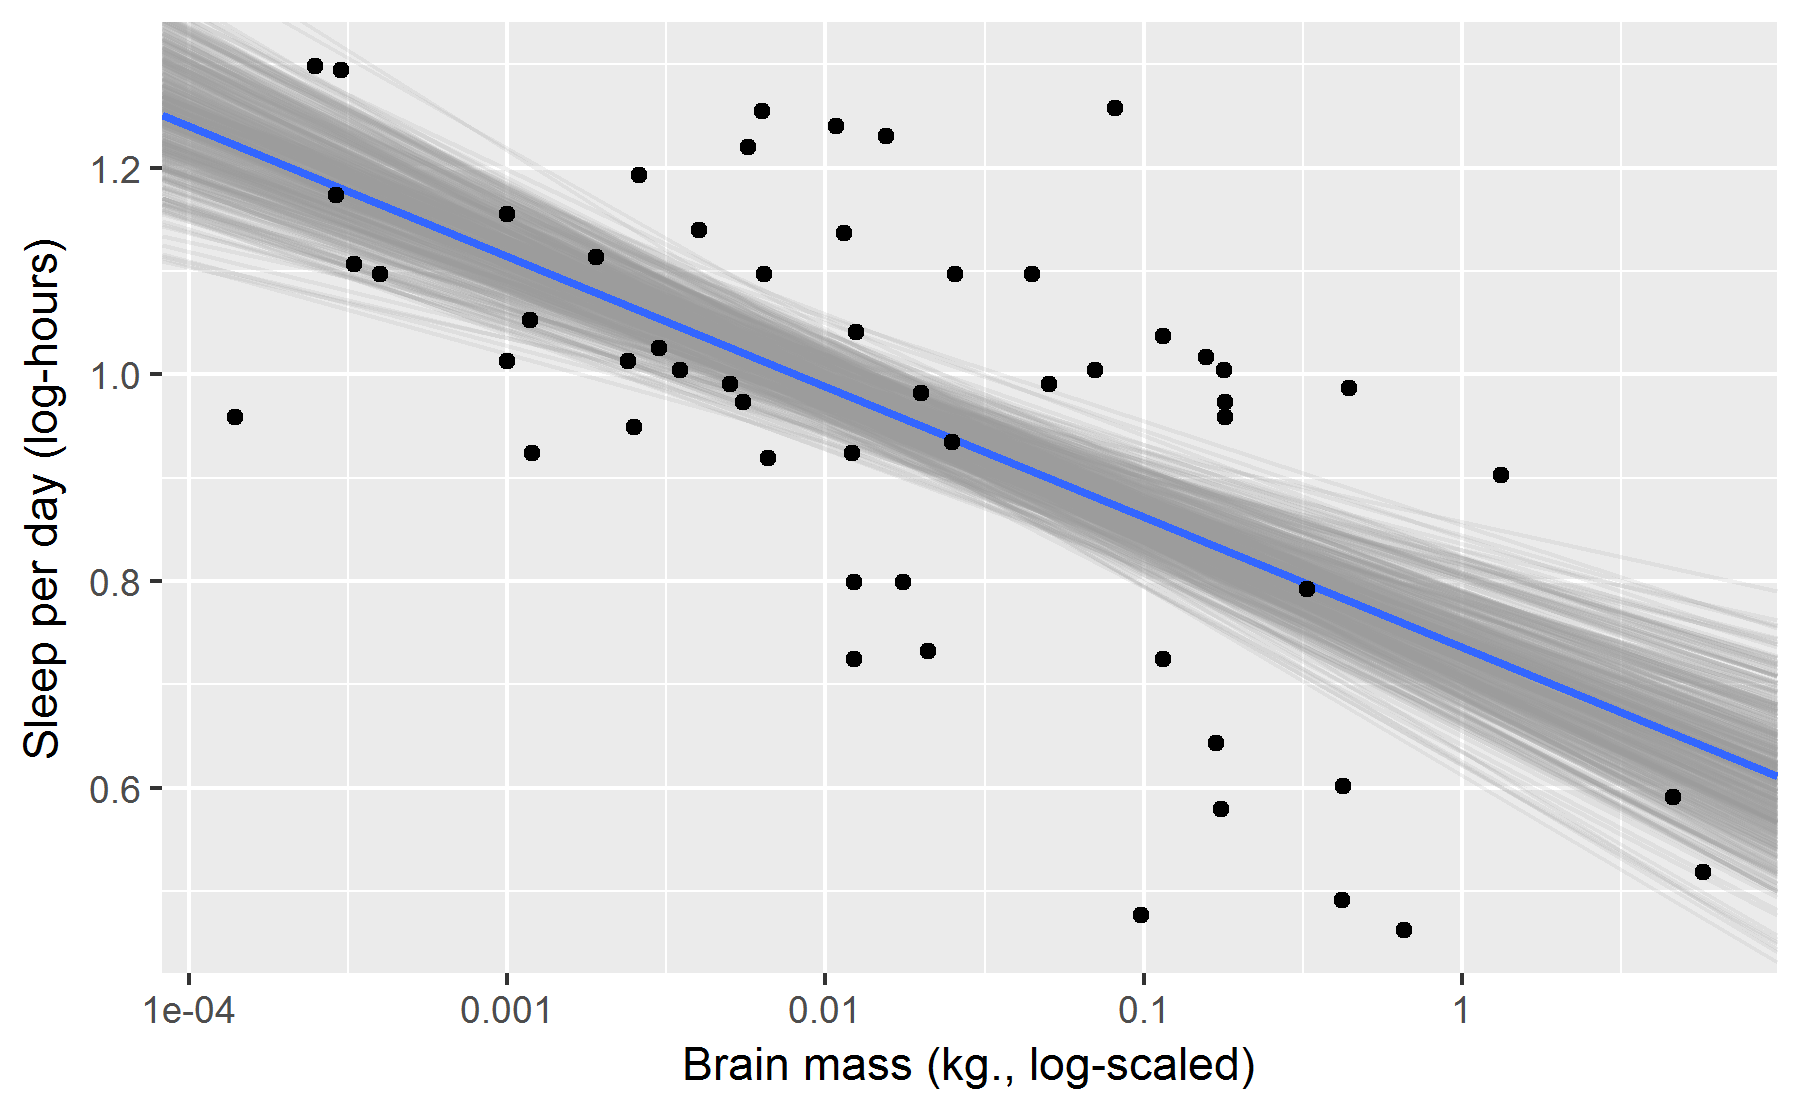 Sleep per day (log-hours)
1.2
1.0
0.8
0.6
1e-04 0.001 0.01 0.1 1
Brain mass (kg., log-scaled)